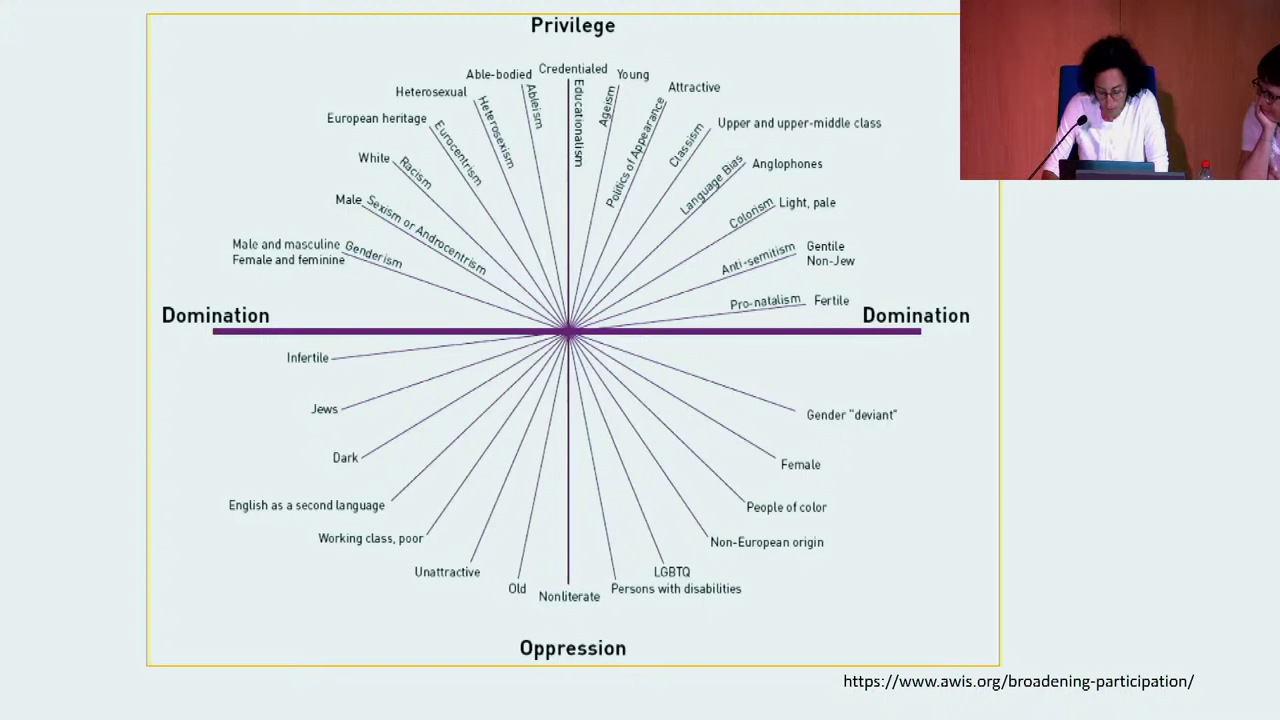 Privilege
Credentialed
Able-bodied
Young
Heterosexual
Attractive
European heritage
Upper and upper-middle class
White
Anglophones
Male
Light, pale
Male and masculine
Female and feminine
Gentile
Non-Jew
Fertile
Genderism
Sexism or Androcentrism
Racism
Eurocentrism
Heterosexism
Ableism
Educationalism
Ageism
Politics of Appearance
Classism
Language Bias
Colorism
Anti-semitism
Pro-natalism
Domination
Domination
Infertile
Jews
Dark
English as a second language
Working class, poor
Unattractive
Old
Nonliterate
Persons with disabilities
LGBTQ
Non-European origin
People of color
Female
Gender "deviant"
Oppression
https://www.awis.org/broadening-participation/